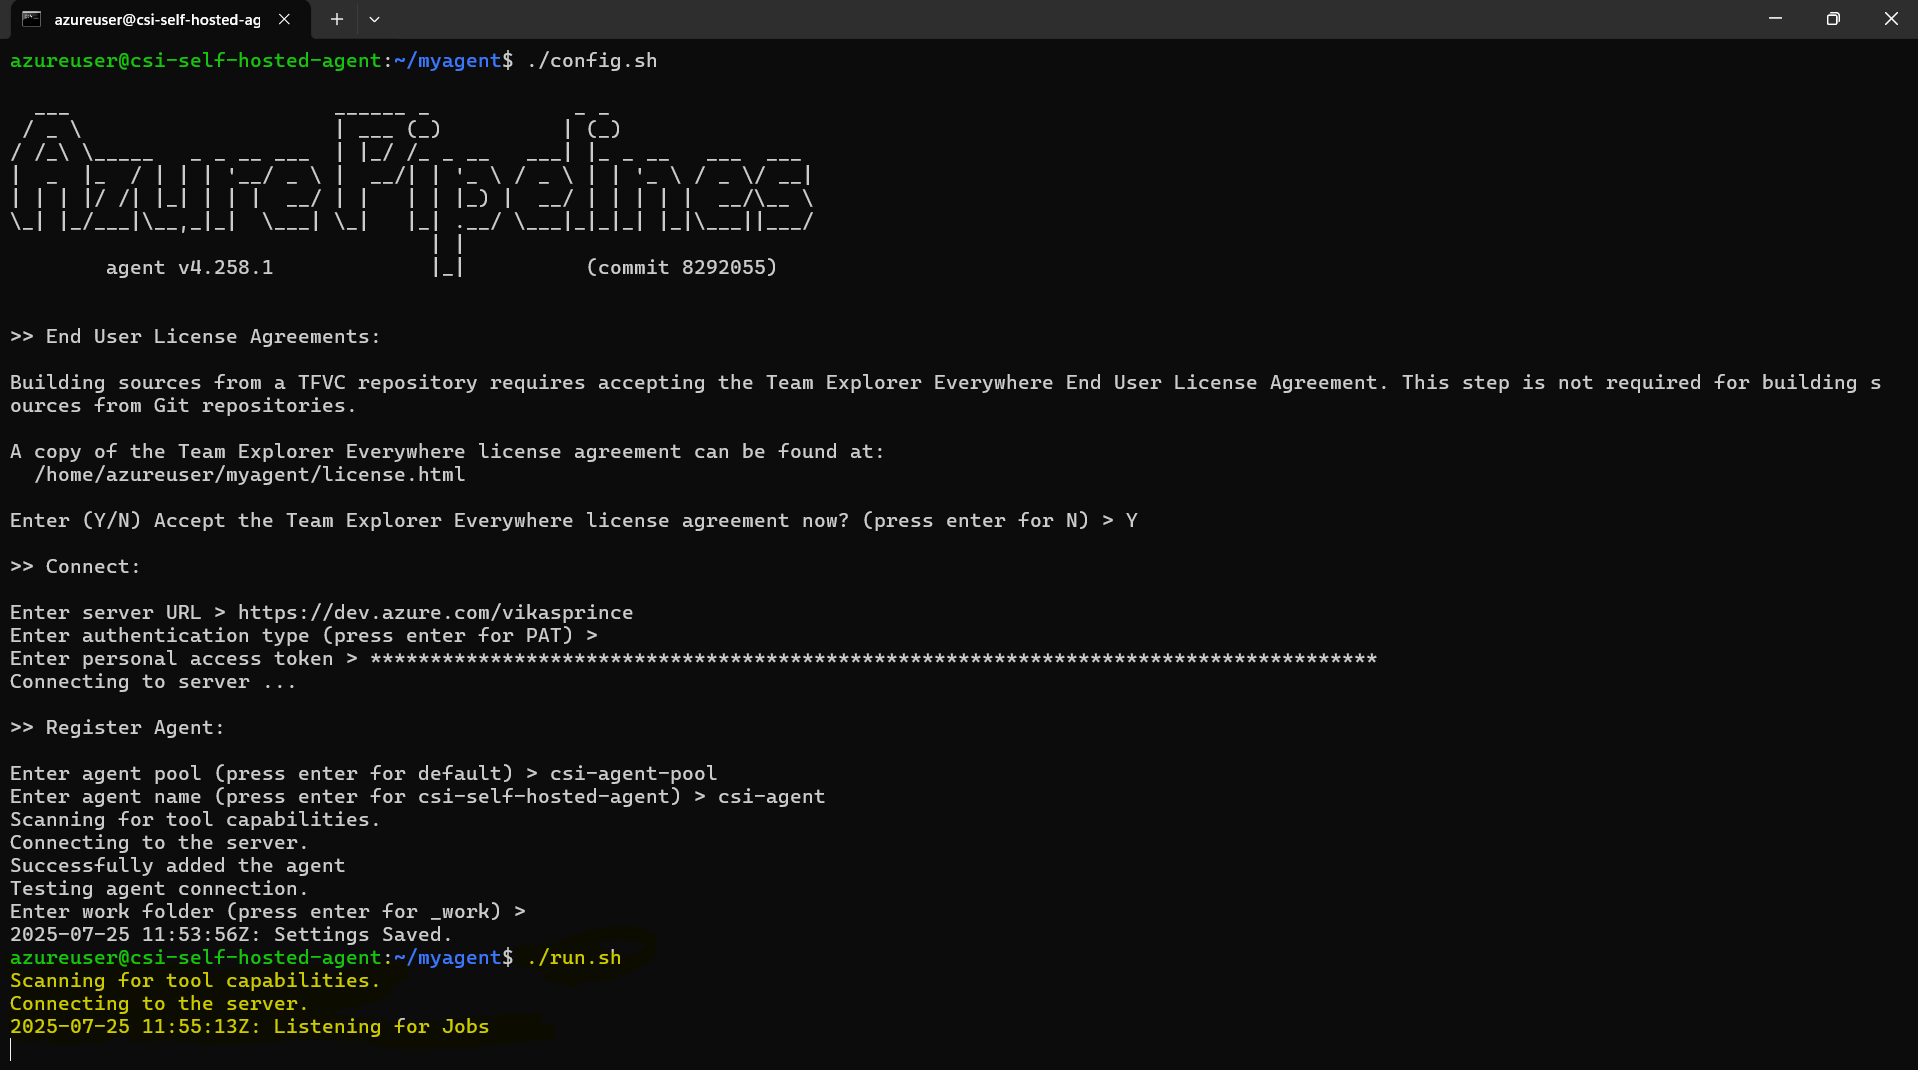 azureuser@csi-self-hosted-ag
azureuser@csi-self-hosted-agent:~/myagent$ ./config.sh
Azure Pipelines
agent v4.258.1 (commit 8292055)
>> End User License Agreements:
Building sources from a TFVC repository requires accepting the Team Explorer Everywhere End User License Agreement. This step is not required for building s
ources from Git repositories.
A copy of the Team Explorer Everywhere license agreement can be found at:
/home/azureuser/myagent/license.html
Enter (Y/N) Accept the Team Explorer Everywhere license agreement now? (press enter for N) > Y
>> Connect:
Enter server URL > https://dev.azure.com/vikasprince
Enter authentication type (press enter for PAT) >
Enter personal access token > ************************************************************************************
Connecting to server ...
>> Register Agent:
Enter agent pool (press enter for default) > csi-agent-pool
Enter agent name (press enter for csi-self-hosted-agent) > csi-agent
Scanning for tool capabilities.
Connecting to the server.
Successfully added the agent
Testing agent connection.
Enter work folder (press enter for _work) >
2025-07-25 11:53:56Z: Settings Saved.
azureuser@csi-self-hosted-agent:~/myagent$ ./run.sh
Scanning for tool capabilities.
Connecting to the server.
2025-07-25 11:55:13Z: Listening for Jobs